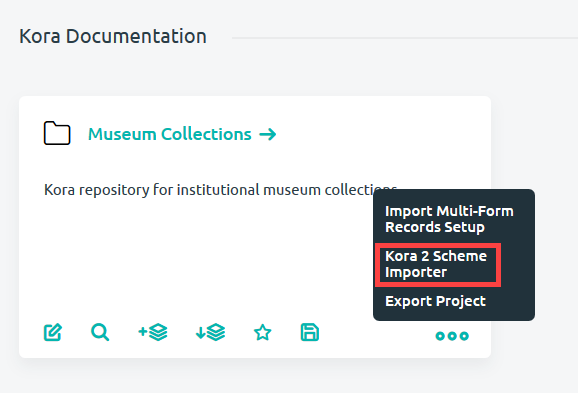 Kora Documentation
Museum Collections
Kora repository for institutional museum collections
Import Multi-Form
Records Setup
Kora 2 Scheme
Importer
Export Project